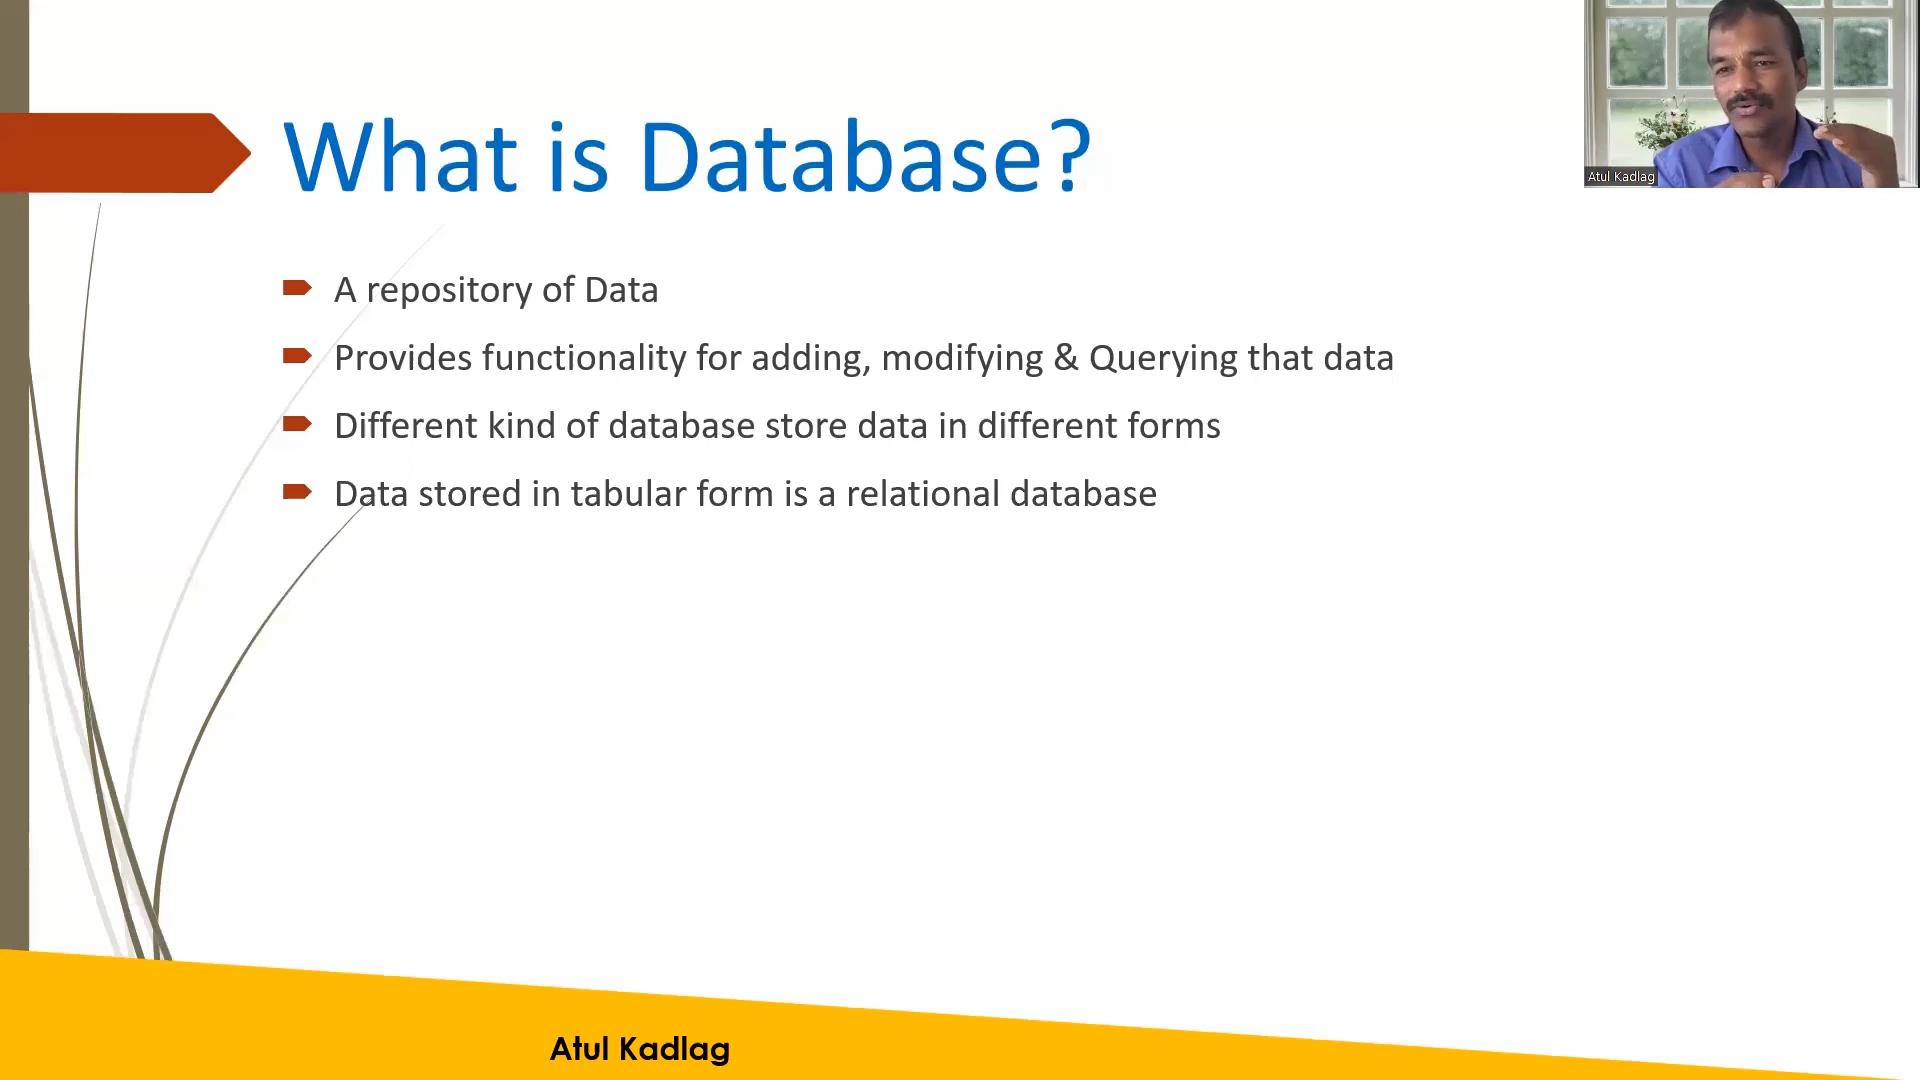 What is Database?
A repository of Data
Provides functionality for adding, modifying & Querying that data
Different kind of database store data in different forms
Data stored in tabular form is a relational database
Atul Kadlag
Atul Kadlag